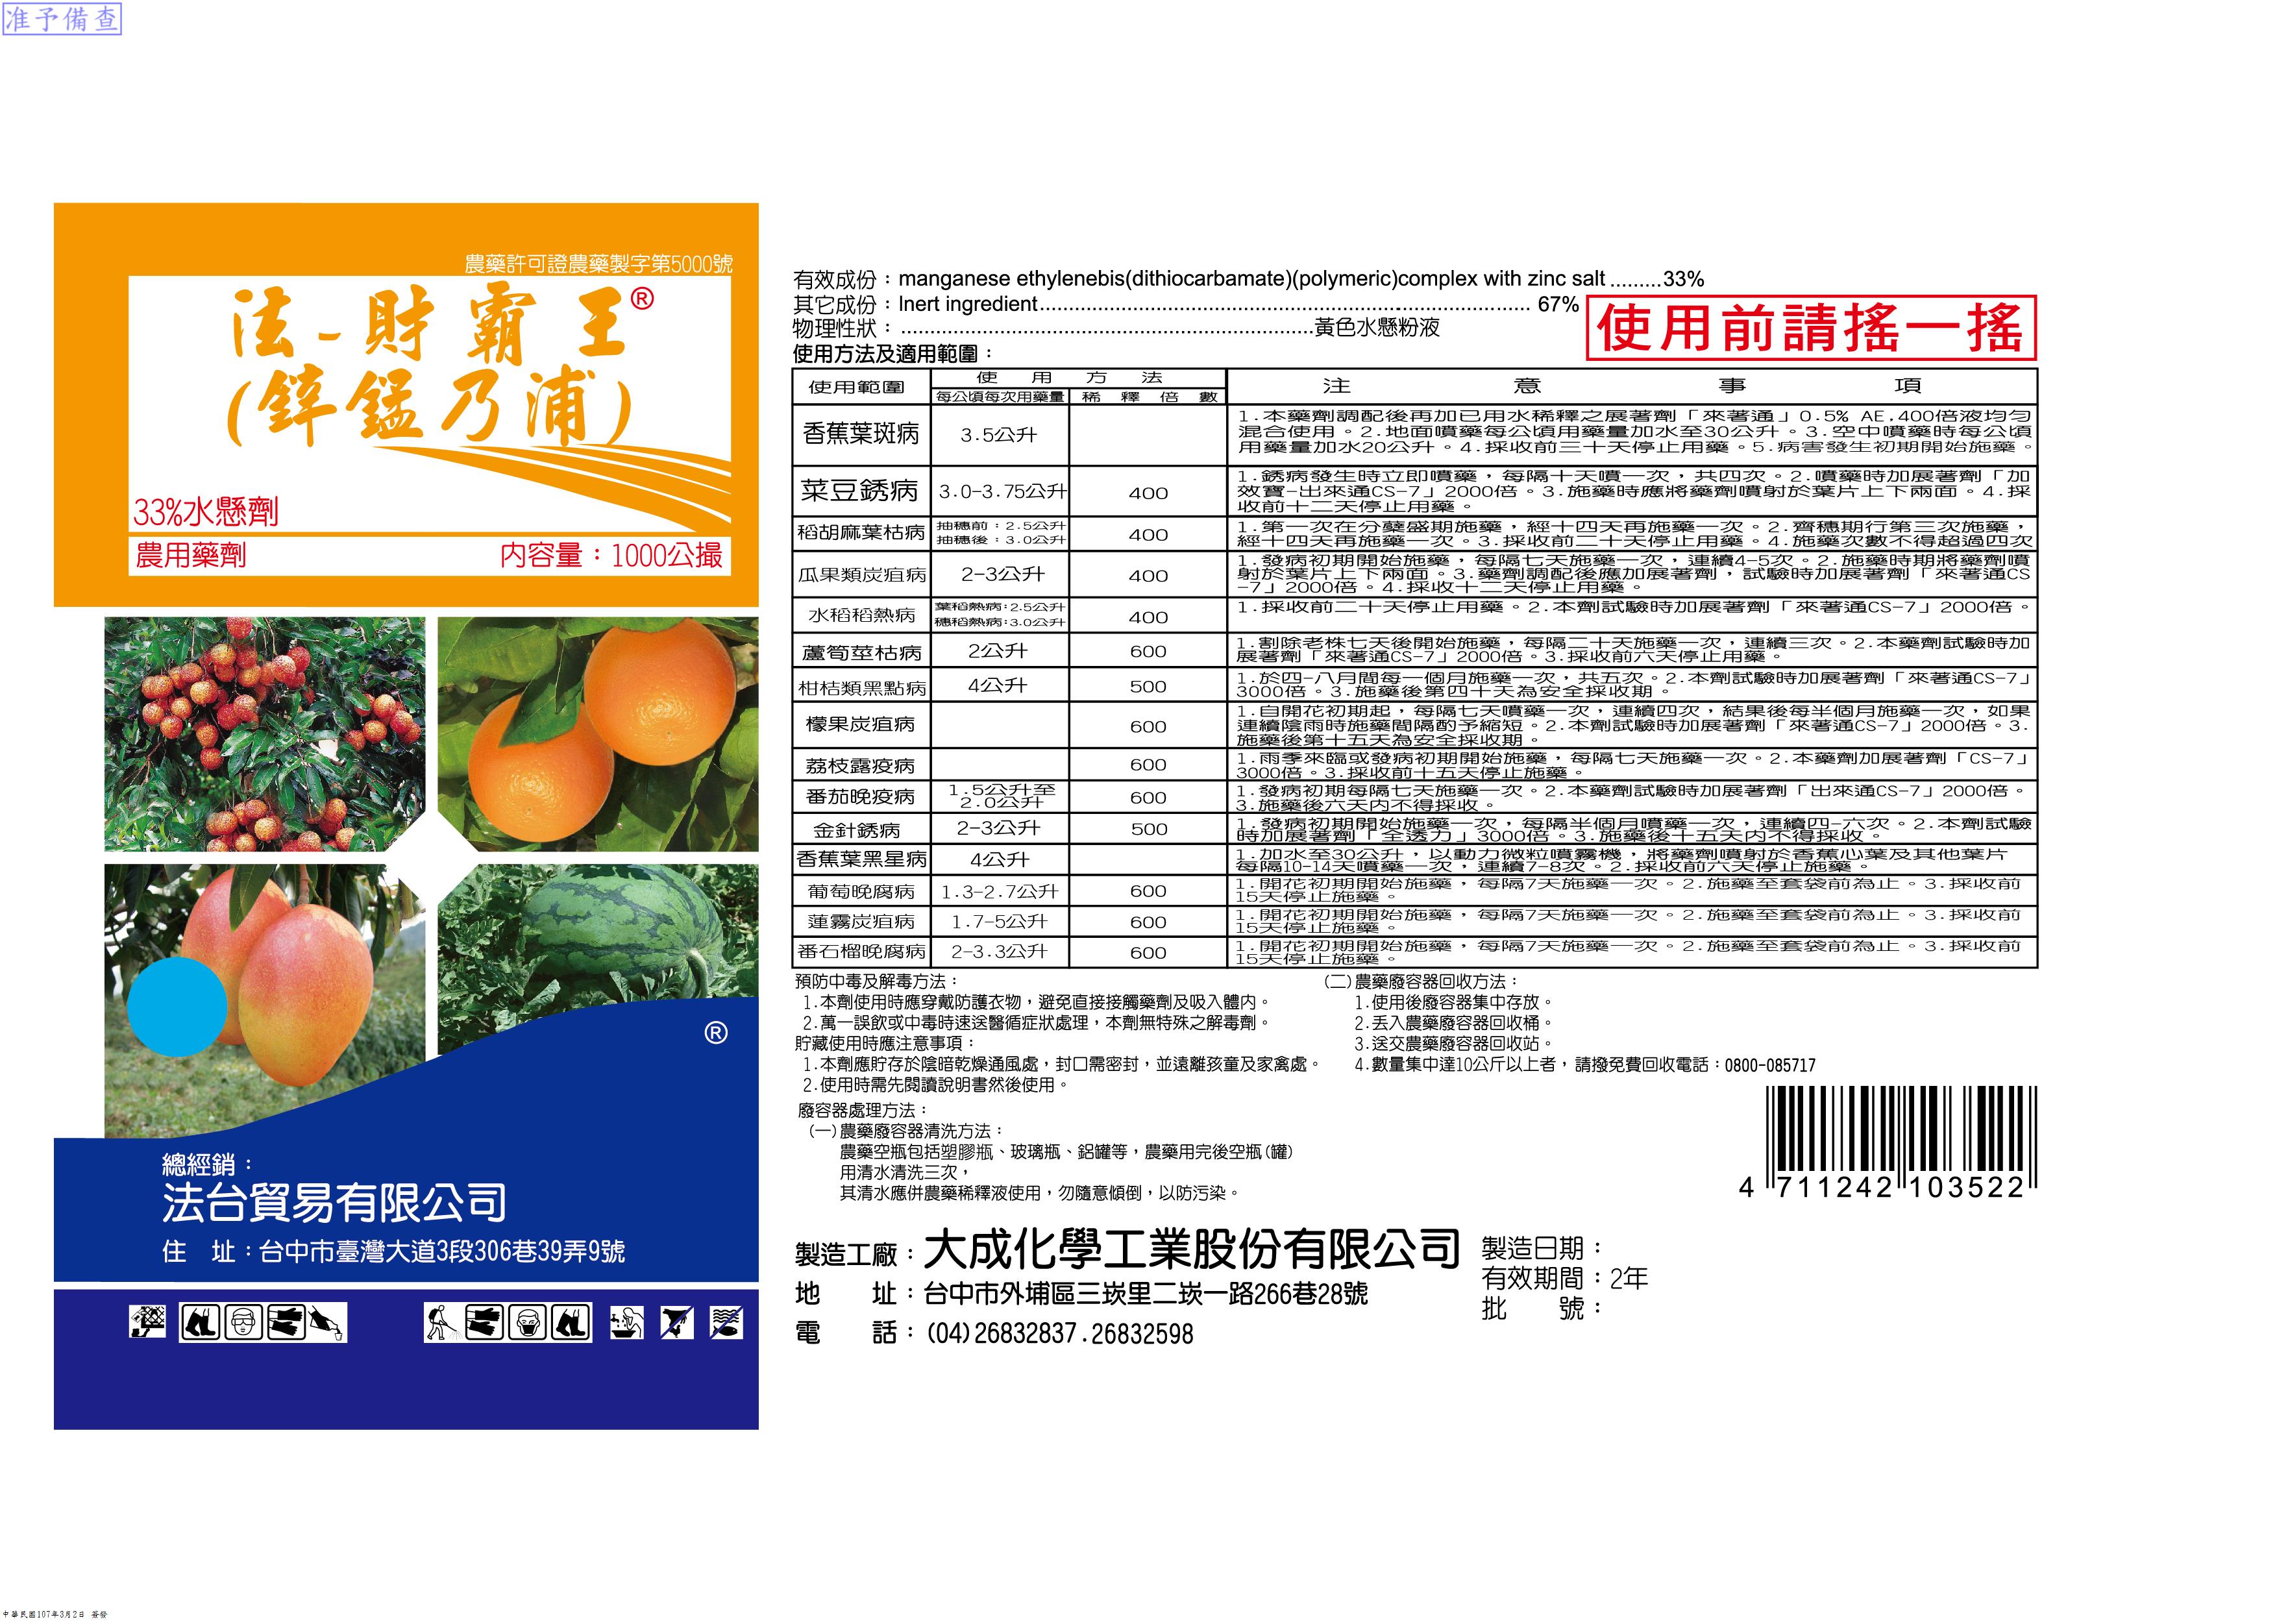 准予備查
農藥許可證農藥製字第5000號
法-財霸王®
(鋅錳乃浦)
33%水懸劑
農用藥劑 內容量：1000公撮
®
總經銷：
法台貿易有限公司
住 址：台中市臺灣大道3段306巷39弄9號
有效成份：manganese ethylenebis(dithiocarbamate)(polymeric)complex with zinc salt.........33%
其它成份：Inert ingredient.......................................................................................... 67%
物理性狀：...........................................................................黃色水懸粉液
使用前請搖一搖
使用方法及適用範圍：
使用範圍 使用方法 注意事項
每公頃每次用藥量 稀釋倍數
香蕉葉斑病 3.5公升
1.本藥劑調配後再加已用水稀釋之展著劑「來著通」0.5% AE.400倍液均勻
混合使用。2.地面噴藥每公頃用藥量加水至30公升。3.空中噴藥時每公頃
用藥量加水20公升。4.採收前三十天停止用藥。5.病害發生初期開始施藥。
菜豆銹病 3.0-3.75公升 400
1.銹病發生時立即噴藥，每隔十天噴一次，共四次。2.噴藥時加展著劑「加
效寶-出來通CS-7」2000倍。3.施藥時應將藥劑噴射於葉片上下兩面。4.採
收前十二天停止用藥。
稻胡麻葉枯病 抽穗前：2.5公升
抽穗後：3.0公升 400
1.第一次在分蘗盛期施藥，經十四天再施藥一次。2.齊穗期行第三次施藥，
經十四天再施藥一次。3.採收前二十天停止用藥。4.施藥次數不得超過四次
瓜果類炭疽病 2-3公升 400
1.發病初期開始施藥，每隔七天施藥一次，連續4-5次。2.施藥時期將藥劑噴
射於葉片上下兩面。3.藥劑調配後應加展著劑，試驗時加展著劑「來著通CS
-7」2000倍。4.採收十二天停止用藥。
水稻稻熱病 葉稻熱病:2.5公升
穗稻熱病:3.0公升 400
1.採收前二十天停止用藥。2.本劑試驗時加展著劑「來著通CS-7」2000倍。
蘆筍莖枯病 2公升 600
1.割除老株七天後開始施藥，每隔二十天施藥一次，連續三次。2.本藥劑試驗時加
展著劑「來著通CS-7」2000倍。3.採收前六天停止用藥。
柑桔類黑點病 4公升 500
1.於四-八月間每一個月施藥一次，共五次。2.本劑試驗時加展著劑「來著通CS-7」
3000倍。3.施藥後第四十天為安全採收期。
檬果炭疽病 600
1.自開花初期起，每隔七天噴藥一次，連續四次，結果後每半個月施藥一次，如果
連續陰雨時施藥間隔酌予縮短。2.本劑試驗時加展著劑「來著通CS-7」2000倍。3.
施藥後第十五天為安全採收期。
荔枝露疫病 600
1.雨季來臨或發病初期開始施藥，每隔七天施藥一次。2.本藥劑加展著劑「CS-7」
3000倍。3.採收前十五天停止施藥。
番茄晚疫病 1.5公升至
2.0公升 600
1.發病初期每隔七天施藥一次。2.本藥劑試驗時加展著劑「出來通CS-7」2000倍。
3.施藥後六天內不得採收。
金針銹病 2-3公升 500
1.發病初期開始施藥一次，每隔半個月噴藥一次，連續四-六次。2.本劑試驗
時加展著劑「全透力」3000倍。3.施藥後十五天內不得採收。
香蕉葉黑星病 4公升
1.加水至30公升，以動力微粒噴霧機，將藥劑噴射於香蕉心葉及其他葉片
每隔10-14天噴藥一次，連續7-8次。2.採收前六天停止施藥。
葡萄晚腐病 1.3-2.7公升 600
1.開花初期開始施藥，每隔7天施藥一次。2.施藥至套袋前為止。3.採收前
15天停止施藥。
蓮霧炭疽病 1.7-5公升 600
1.開花初期開始施藥，每隔7天施藥一次。2.施藥至套袋前為止。3.採收前
15天停止施藥。
番石榴晚腐病 2-3.3公升 600
1.開花初期開始施藥，每隔7天施藥一次。2.施藥至套袋前為止。3.採收前
15天停止施藥。
預防中毒及解毒方法：
1.本劑使用時應穿戴防護衣物，避免直接接觸藥劑及吸入體內。
2.萬一誤飲或中毒時速送醫循症狀處理，本劑無特殊之解毒劑。
貯藏使用時應注意事項：
1.本劑應貯存於陰暗乾燥通風處，封口需密封，並遠離孩童及家禽處。
2.使用時需先閱讀說明書然後使用。
廢容器處理方法：
(一)農藥廢容器清洗方法：
農藥空瓶包括塑膠瓶、玻璃瓶、鋁罐等，農藥用完後空瓶(罐)
用清水清洗三次，
其清水應併農藥稀釋液使用，勿隨意傾倒，以防污染。
(二)農藥廢容器回收方法：
1.使用後廢容器集中存放。
2.丟入農藥廢容器回收桶。
3.送交農藥廢容器回收站。
4.數量集中達10公斤以上者，請撥免費回收電話：0800-085717
4 711242 103522
製造工廠：大成化學工業股份有限公司
地 址：台中市外埔區三崁里二崁一路266巷28號
電 話：(04)26832837.26832598
製造日期：
有效期間：2年
批 號：
中華民國107年3月2日 簽發